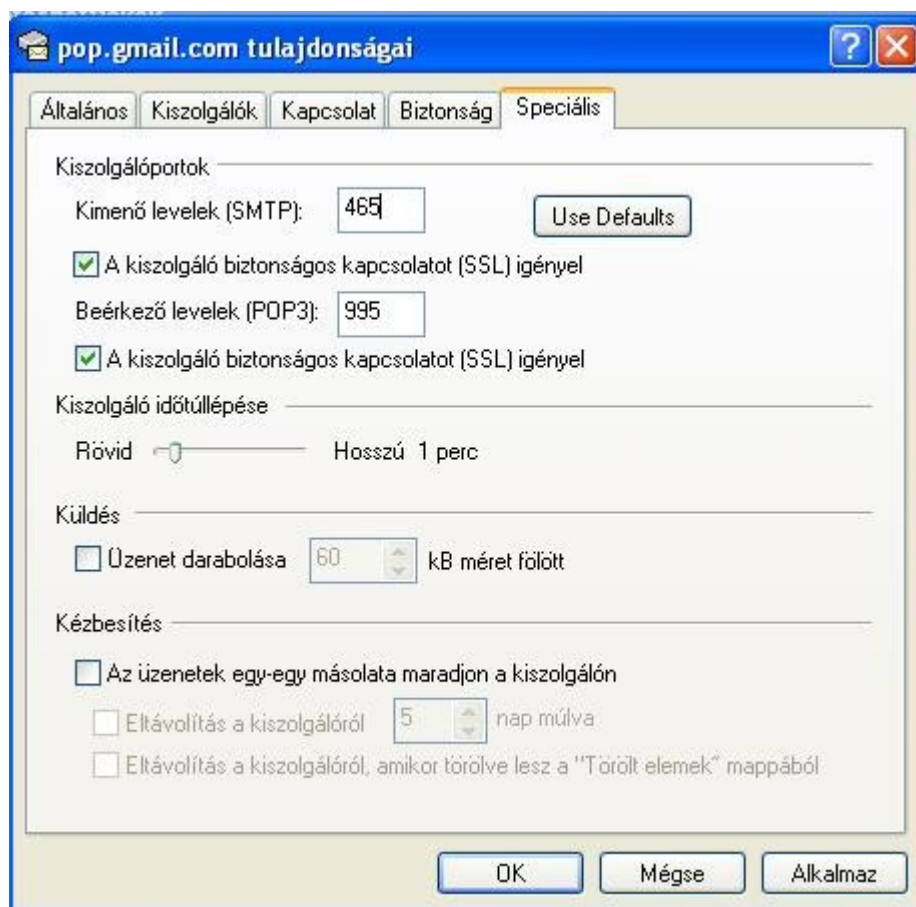 pop.gmail.com tulajdonságai
Általános Kiszolgálók Kapcsolat Biztonság Speciális
Kiszolgálóportok
Kimenő levelek (SMTP): 465 Use Defaults
A kiszolgáló biztonságos kapcsolatot (SSL) igényel
Beérkező levelek (POP3): 995
A kiszolgáló biztonságos kapcsolatot (SSL) igényel
Kiszolgáló időtúllépése
Rövid Hosszú 1 perc
Küldés
Üzenet darabolása 60 kB méret fölött
Kézbesítés
Az üzenetek egy-egy másolata maradjon a kiszolgálón
Eltávolítás a kiszolgálóról 5 nap múlva
Eltávolítás a kiszolgálóról, amikor törölve lesz a "Törölt elemek" mappából
OK Mégse Alkalmaz